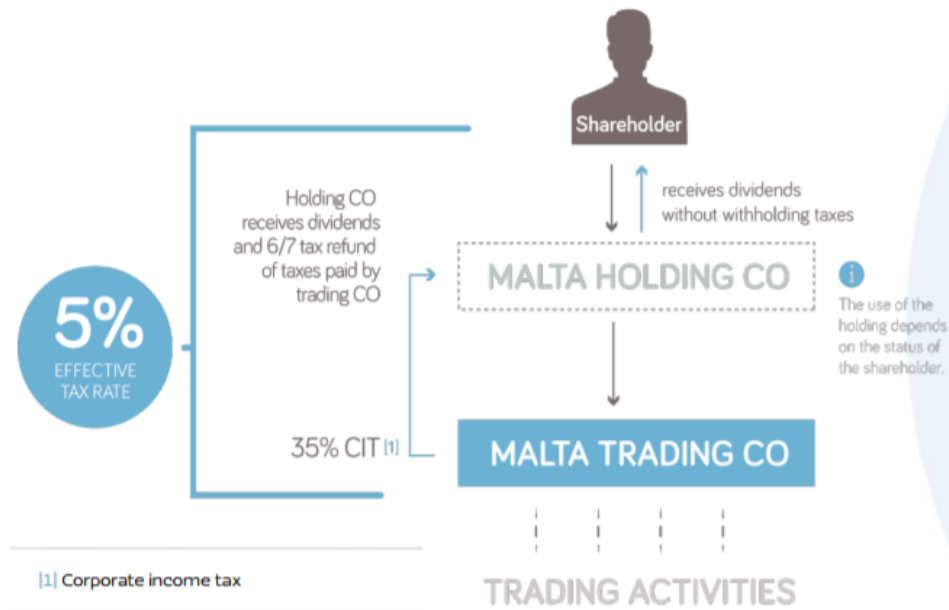 Shareholder
receives dividends
without withholding taxes
Holding CO
receives dividends
and 6/7 tax refund
of taxes paid by
trading CO
MALTA HOLDING CO
i
The use of the
holding depends
on the status of
the shareholder.
5%
EFFECTIVE
TAX RATE
35% CIT [1]
MALTA TRADING CO
TRADING ACTIVITIES
[1] Corporate income tax